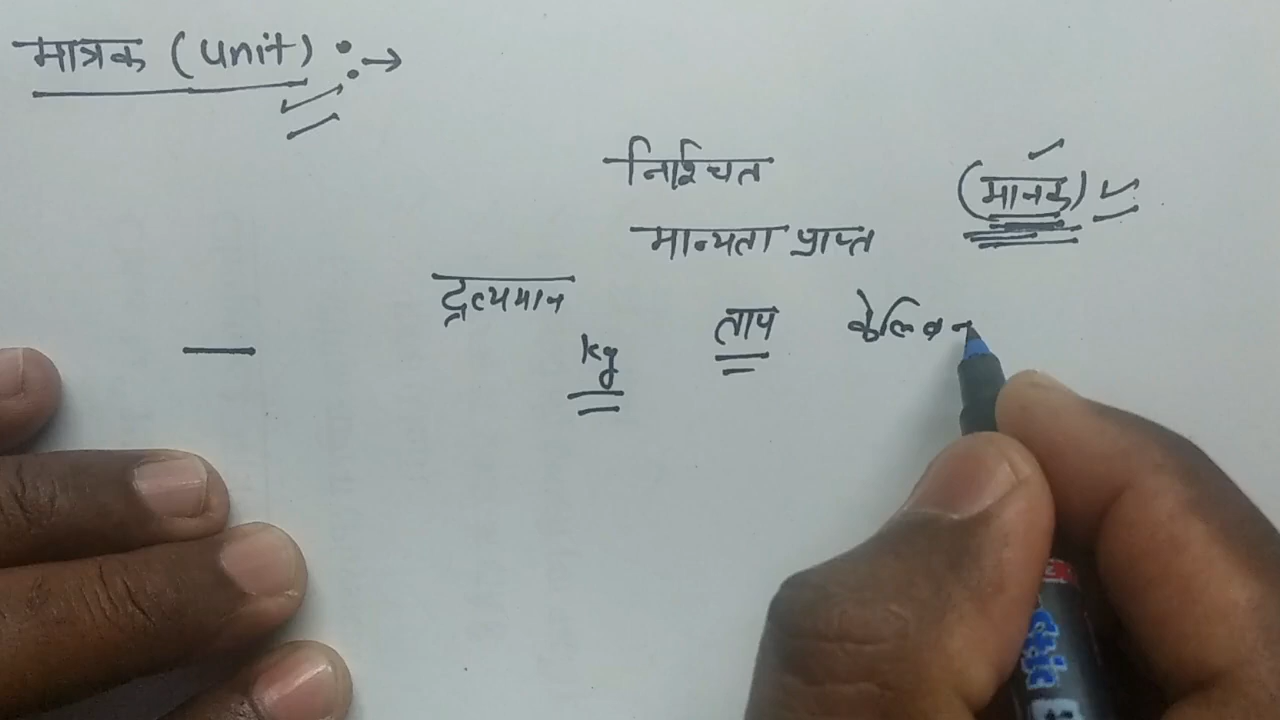 मात्रक (unit) :→
निश्चित (मानक)
मान्यता प्राप्त
द्रव्यमान ताप केल्विन
kg